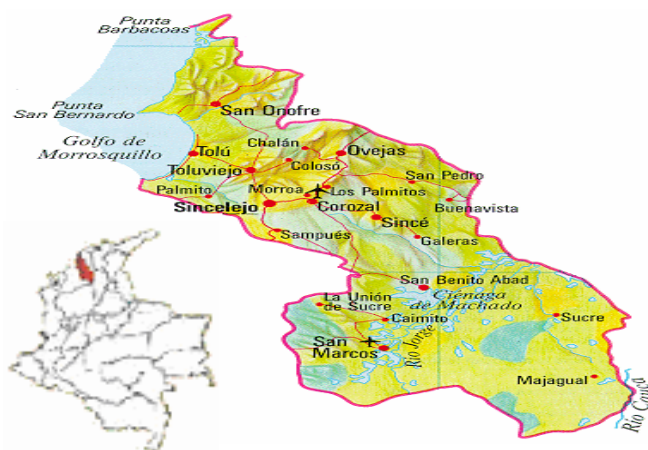 Punta
Barbacoas
Punta
San Bernardo
San Onofre
Golfo de
Morrosquillo
Tolú
Chalán
Ovejas
Colosó
Toluviejo
San Pedro
Palmito
Morroa
Los Palmitos
Buenavista
Sincelejo
Corozal
Sincé
Sampués
Galeras
San Benito Abad
Ciénaga
de Machado
La Unión
de Sucre
Caimito
Sucre
San
Marcos
Río Jorge
Majagual
Río Cauca